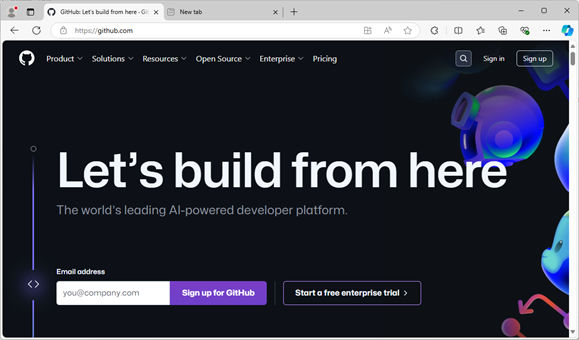 GitHub: Let's build from here · Git
New tab
https://github.com
Product Solutions Resources Open Source Enterprise Pricing Sign in Sign up
Let's build from here
The world's leading AI-powered developer platform.
Email address
you@company.com Sign up for GitHub Start a free enterprise trial